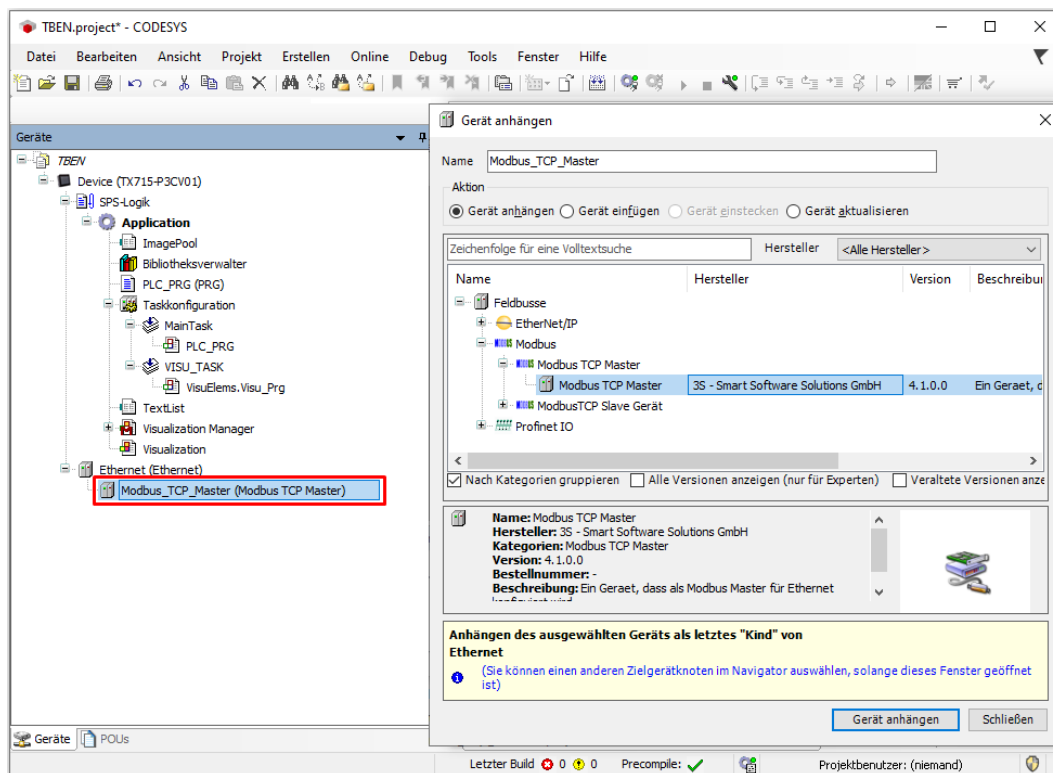 TBEN.project* - CODESYS
Datei Bearbeiten Ansicht Projekt Erstellen Online Debug Tools Fenster Hilfe
Geräte
TBEN
Device (TX715-P3CV01)
SPS-Logik
Application
ImagePool
Bibliotheksverwalter
PLC_PRG (PRG)
Taskkonfiguration
MainTask
PLC_PRG
VISU_TASK
VisuElems.Visu_Prg
TextList
Visualization Manager
Visualization
Ethernet (Ethernet)
Modbus_TCP_Master (Modbus TCP Master)
Geräte POUs
Gerät anhängen
Name Modbus_TCP_Master
Aktion
Gerät anhängen Gerät einfügen Gerät einstecken Gerät aktualisieren
Zeichenfolge für eine Volltextsuche Hersteller <Alle Hersteller>
Name Hersteller Version Beschreibu
Feldbusse
EtherNet/IP
Modbus
Modbus TCP Master
Modbus TCP Master 3S - Smart Software Solutions GmbH 4.1.0.0 Ein Geraet, d
ModbusTCP Slave Gerät
Profinet IO
Nach Kategorien gruppieren Alle Versionen anzeigen (nur für Experten) Veraltete Versionen anze
Name: Modbus TCP Master
Hersteller: 3S - Smart Software Solutions GmbH
Kategorien: Modbus TCP Master
Version: 4.1.0.0
Bestellnummer: -
Beschreibung: Ein Geraet, dass als Modbus Master für Ethernet
Anhängen des ausgewählten Geräts als letztes "Kind" von
Ethernet
(Sie können einen anderen Zielgerätknoten im Navigator auswählen, solange dieses Fenster geöffnet
ist)
Gerät anhängen Schließen
Letzter Build 0 0 Precompile: Projektbenutzer: (niemand)